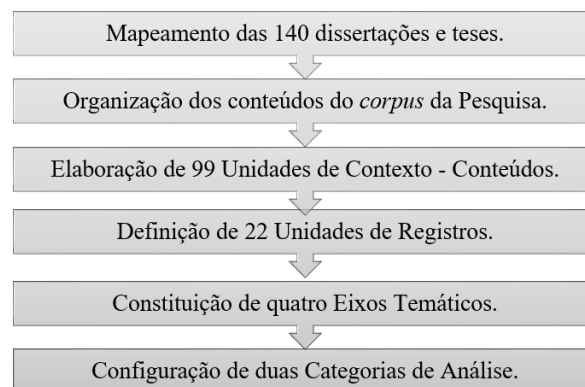 Mapeamento das 140 dissertações e teses.
Organização dos conteúdos do corpus da Pesquisa.
Elaboração de 99 Unidades de Contexto - Conteúdos.
Definição de 22 Unidades de Registros.
Constituição de quatro Eixos Temáticos.
Configuração de duas Categorias de Análise.